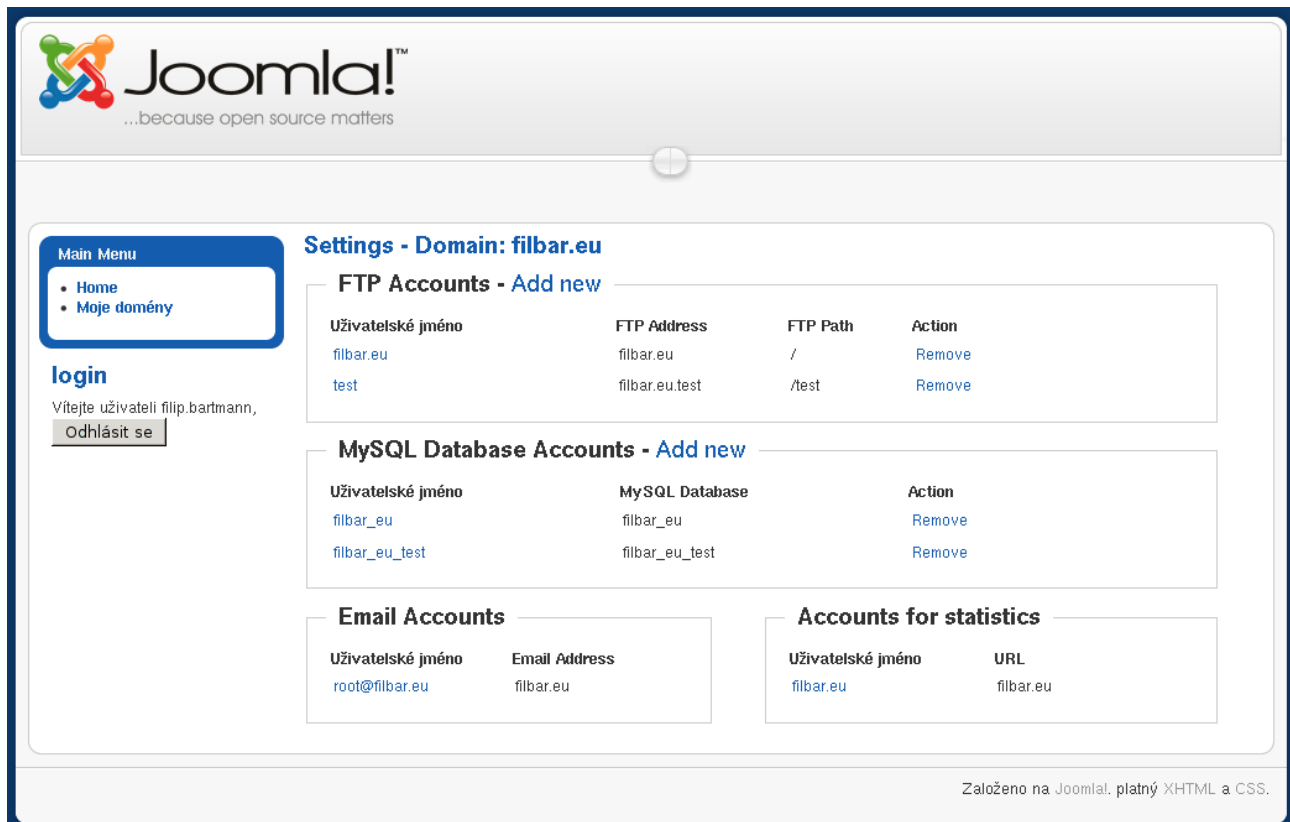 Joomla!™
...because open source matters
Main Menu
Home
Moje domény
login
Vítejte uživateli filip.bartmann,
Odhlásit se
Settings - Domain: filbar.eu
FTP Accounts - Add new
Uživatelské jméno FTP Address FTP Path Action
filbar.eu filbar.eu / Remove
test filbar.eu.test /test Remove
MySQL Database Accounts - Add new
Uživatelské jméno MySQL Database Action
filbar_eu filbar_eu Remove
filbar_eu_test filbar_eu_test Remove
Email Accounts
Uživatelské jméno Email Address
root@filbar.eu filbar.eu
Accounts for statistics
Uživatelské jméno URL
filbar.eu filbar.eu
Založeno na Joomla!. platný XHTML a CSS.